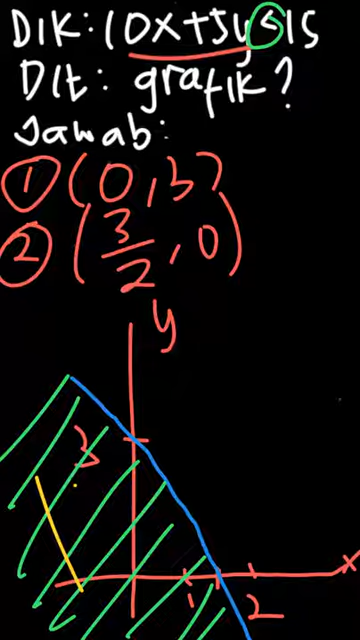 DIK: 10x+5y≤15
DIt: grafik?
Jawab:
① (0,3)
② (3/2, 0)
y
3
x
1 2